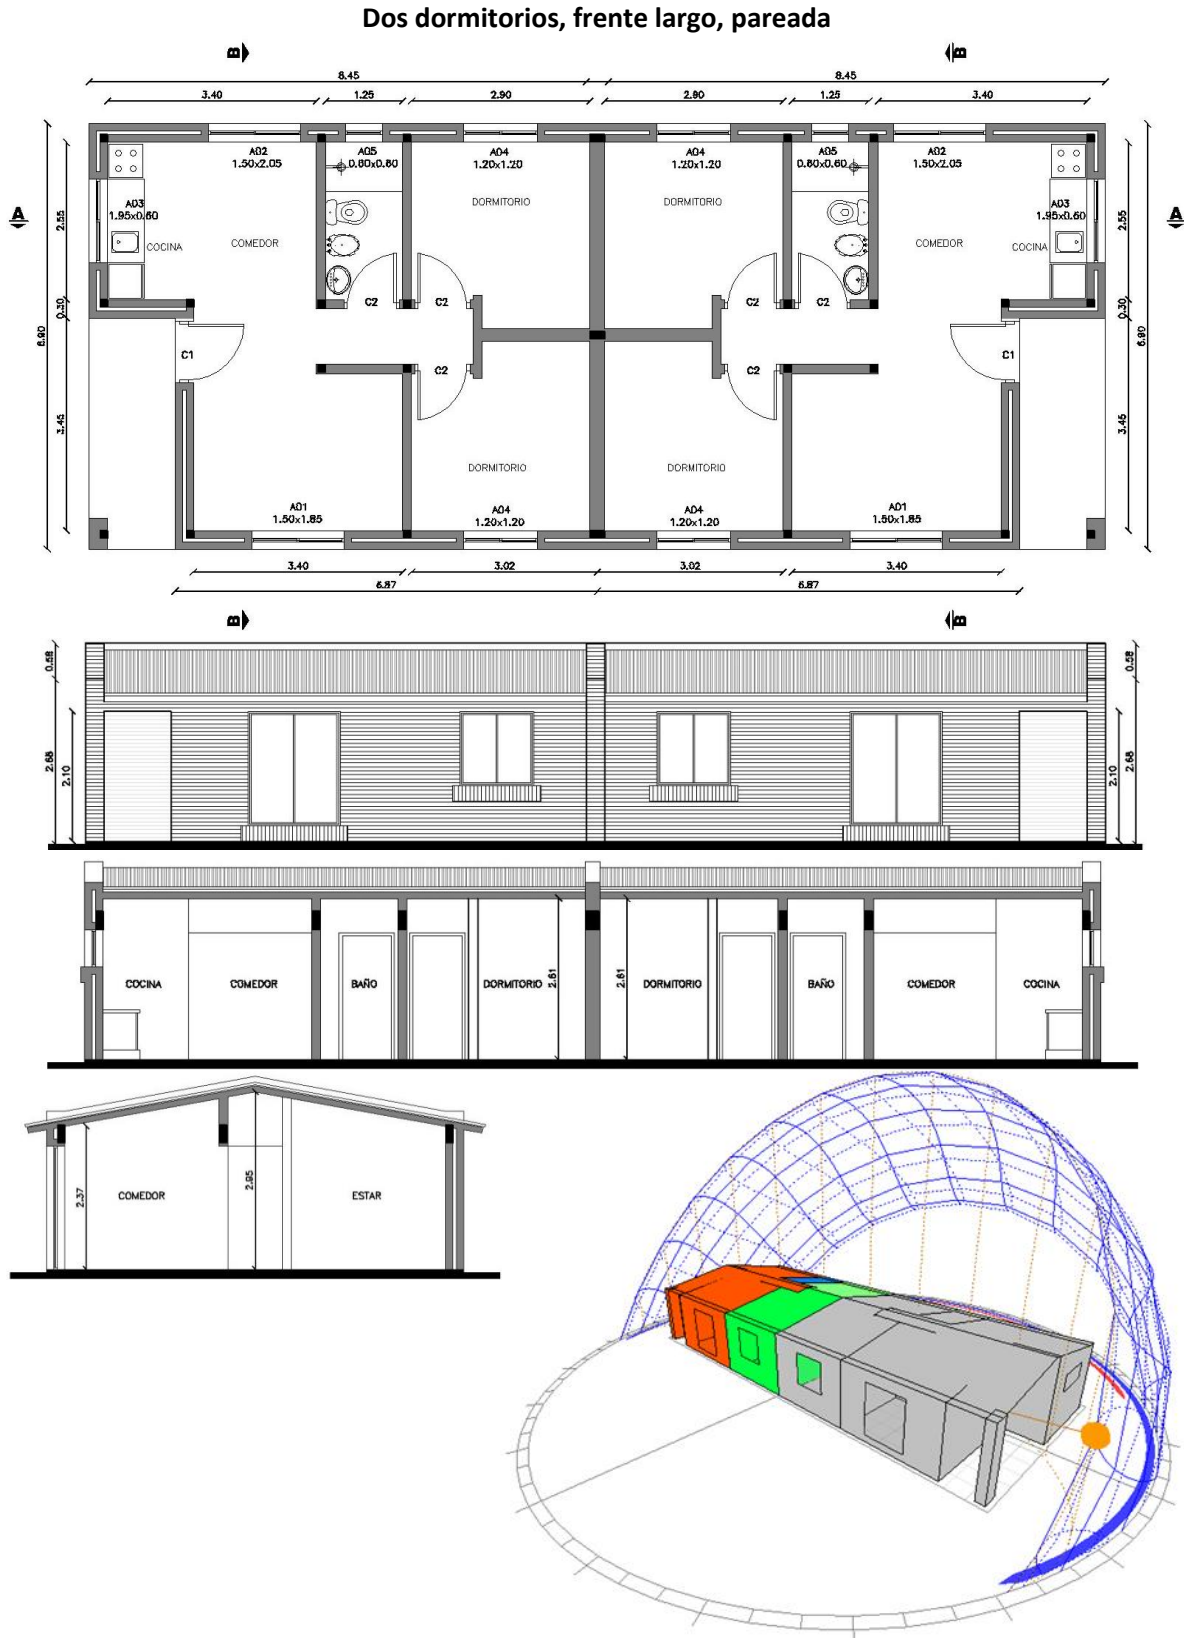 Dos dormitorios, frente largo, pareada
B B
8.45 8.45
3.40 1.25 2.90 2.80 1.25 3.40
A02 A05 A04 A04 A05 A02
1.50x2.05 0.80x0.80 1.20x1.20 1.20x1.20 0.80x0.60 1.50x2.05
A03 DORMITORIO DORMITORIO A03
1.95x0.60 1.95x0.60
A A
2.55 2.55
COCINA COMEDOR COMEDOR COCINA
C2 C2 C2 C2
0.30 0.30
6.90 6.90
C1 C2 C2 C1
3.45 3.45
DORMITORIO DORMITORIO
A01 A04 A04 A01
1.50x1.85 1.20x1.20 1.20x1.20 1.50x1.85
3.40 3.02 3.02 3.40
6.87 6.87
B B
0.58 0.58
2.68 2.10 2.10 2.68
COCINA COMEDOR BAÑO DORMITORIO 2.61 2.61 DORMITORIO BAÑO COMEDOR COCINA
2.37 COMEDOR 2.95 ESTAR